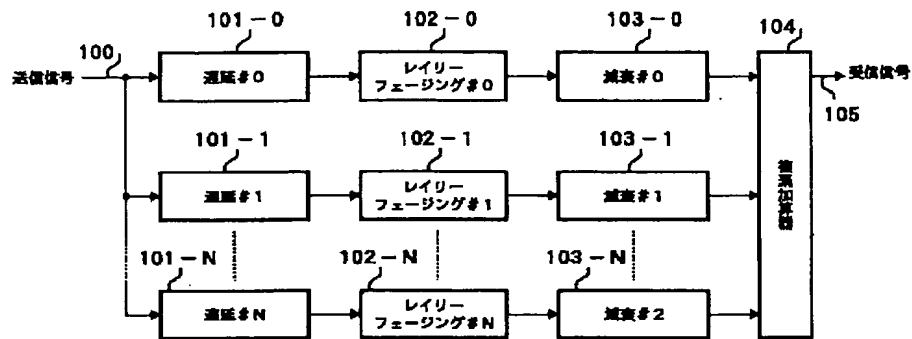 101-0
102-0
103-0
104
100
送信信号
遅延#0
レイリー
フェージング#0
減衰#0
受信信号
105
101-1
102-1
103-1
遅延#1
レイリー
フェージング#1
減衰#1
複素加算器
101-N
102-N
103-N
遅延#N
レイリー
フェージング#N
減衰#2